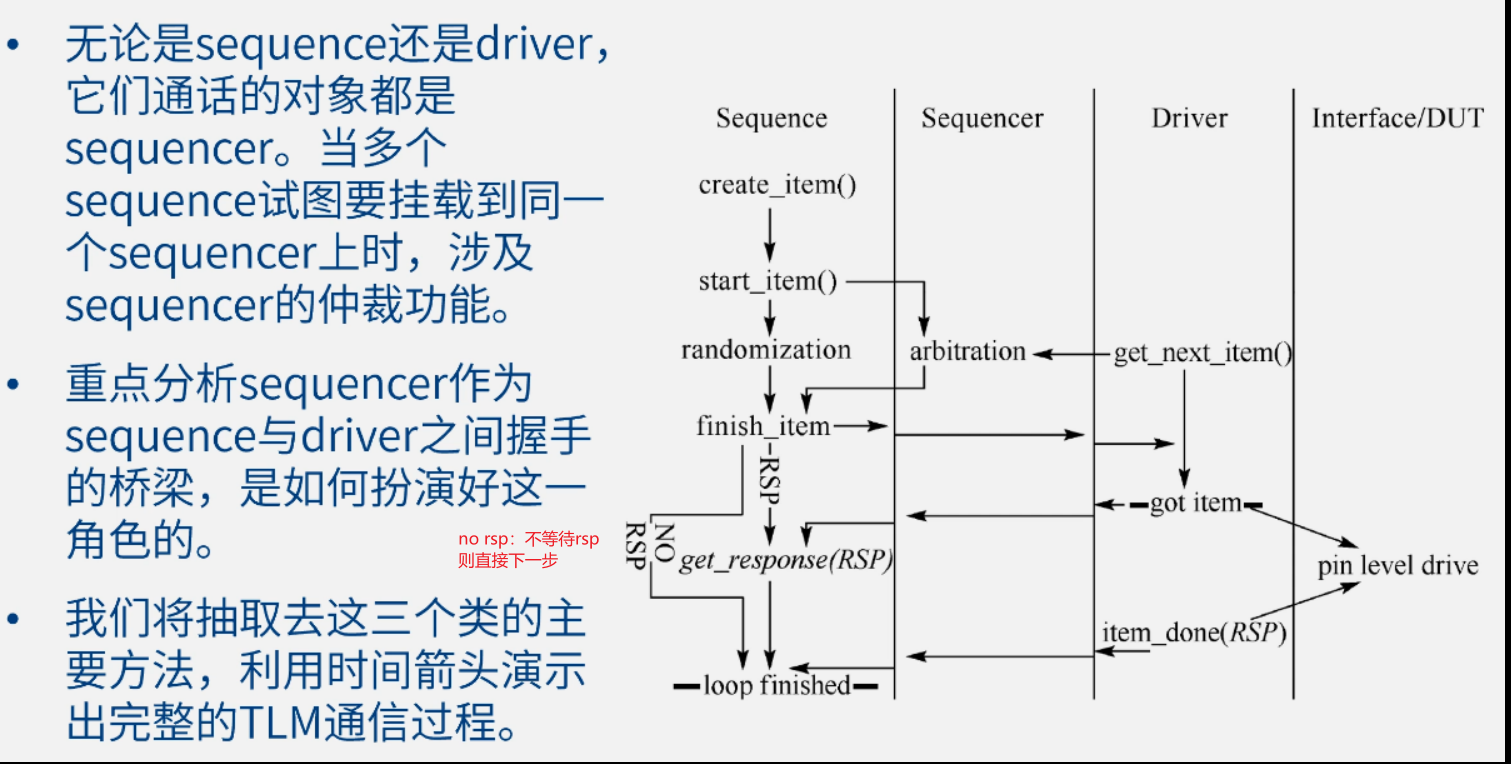 • 无论是sequence还是driver，
它们通话的对象都是
sequencer。当多个
sequence试图要挂载到同一
个sequencer上时，涉及
sequencer的仲裁功能。
• 重点分析sequencer作为
sequence与driver之间握手
的桥梁，是如何扮演好这一
角色的。
no rsp：不等待rsp
则直接下一步
• 我们将抽取去这三个类的主
要方法，利用时间箭头演示
出完整的TLM通信过程。
Sequence Sequencer Driver Interface/DUT
create_item()
start_item()
randomization arbitration get_next_item()
finish_item
RSP
got item
NO
RSP
get_response(RSP)
pin level drive
item_done(RSP)
loop finished